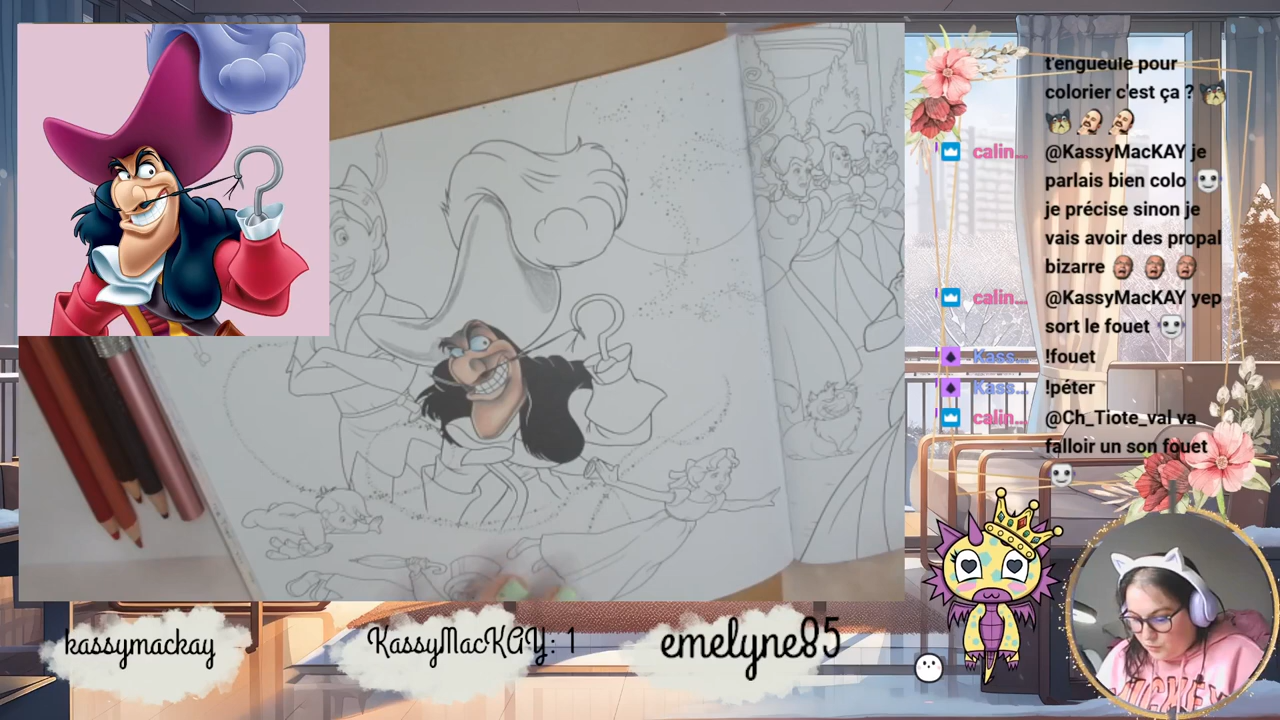 t'engueule pour
colorier c'est ça ?
calin... @KassyMacKAY je
parlais bien colo
je précise sinon je
vais avoir des propal
bizarre
calin... @KassyMacKAY yep
sort le fouet
Kass... !fouet
Kass... !péter
calin... @Ch_Tiote_val va
falloir un son fouet
kassymackay
KassyMacKAY: 1
emelyne85